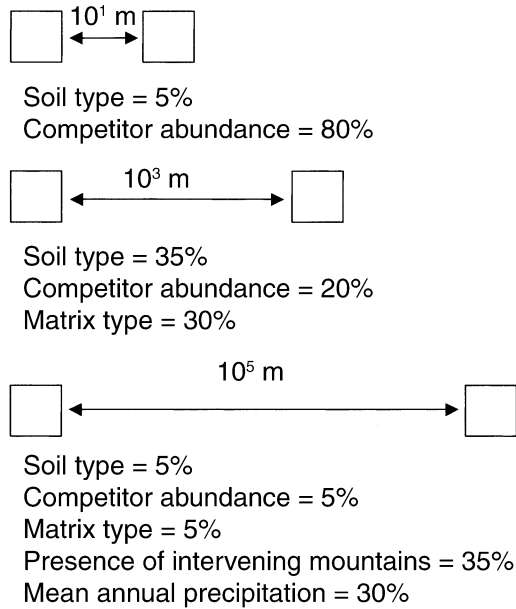 10¹ m
Soil type = 5%
Competitor abundance = 80%
10³ m
Soil type = 35%
Competitor abundance = 20%
Matrix type = 30%
10⁵ m
Soil type = 5%
Competitor abundance = 5%
Matrix type = 5%
Presence of intervening mountains = 35%
Mean annual precipitation = 30%